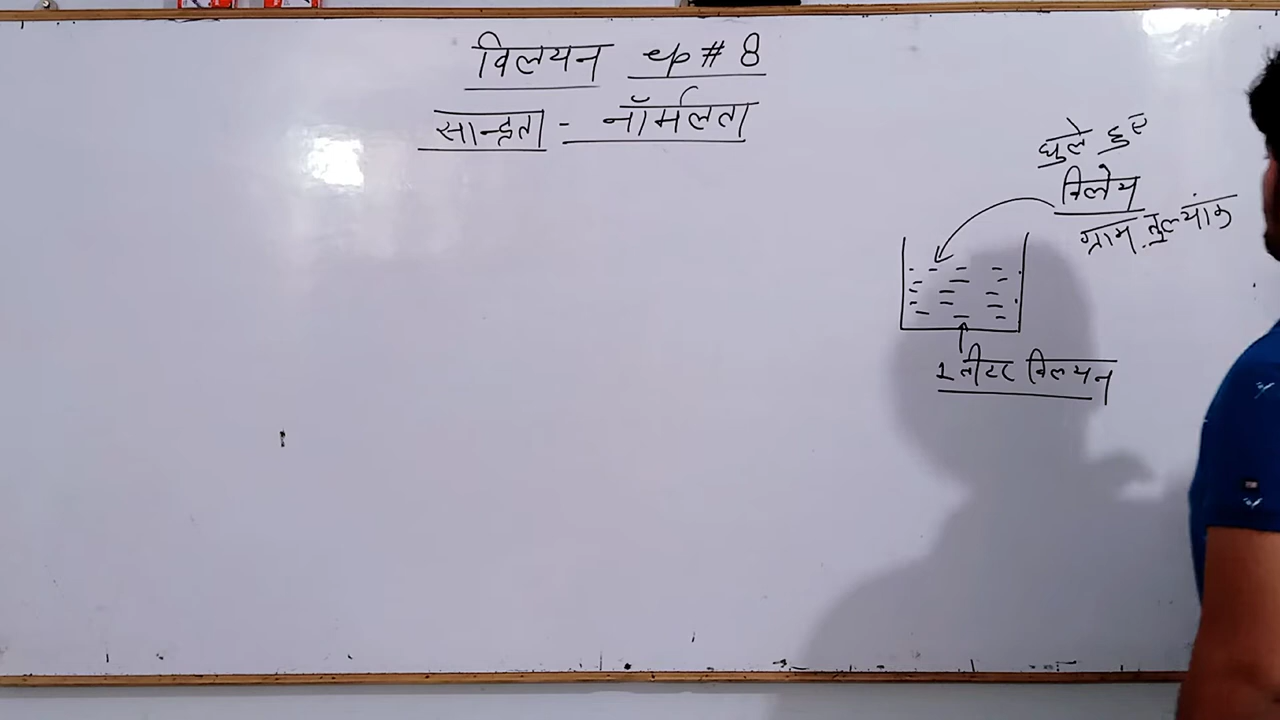 विलयन ep # 8
सान्द्रता - नॉर्मलता
घुले हुए
विलेय
ग्राम तुल्यांक
1 लीटर विलयन